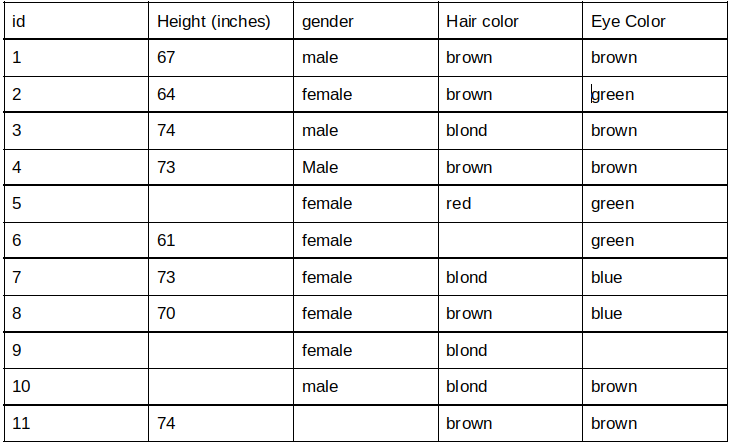 id Height (inches) gender Hair color Eye Color
1 67 male brown brown
2 64 female brown green
3 74 male blond brown
4 73 Male brown brown
5 female red green
6 61 female green
7 73 female blond blue
8 70 female brown blue
9 female blond
10 male blond brown
11 74 brown brown